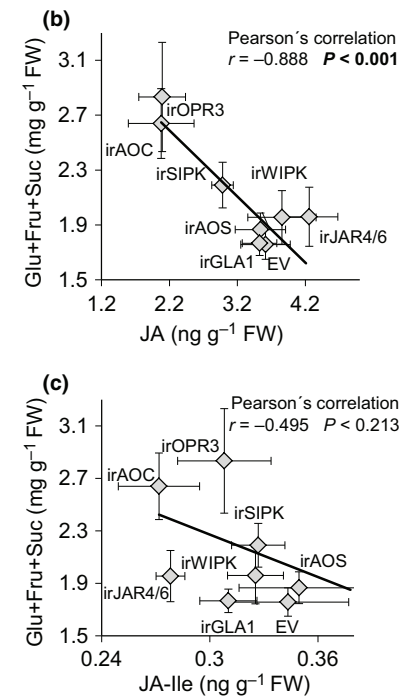 (b)
Pearson´s correlation
r = –0.888 P < 0.001
Glu+Fru+Suc (mg g–1 FW)
3.1
2.7
2.3
1.9
1.5
irOPR3
irAOC
irSIPK
irWIPK
irAOS
irJAR4/6
irGLA1 EV
1.2 2.2 3.2 4.2
JA (ng g–1 FW)
(c)
Pearson´s correlation
r = –0.495 P < 0.213
Glu+Fru+Suc (mg g–1 FW)
3.1
2.7
2.3
1.9
1.5
irOPR3
irAOC
irSIPK
irWIPK
irAOS
irJAR4/6
irGLA1 EV
0.24 0.3 0.36
JA-Ile (ng g–1 FW)